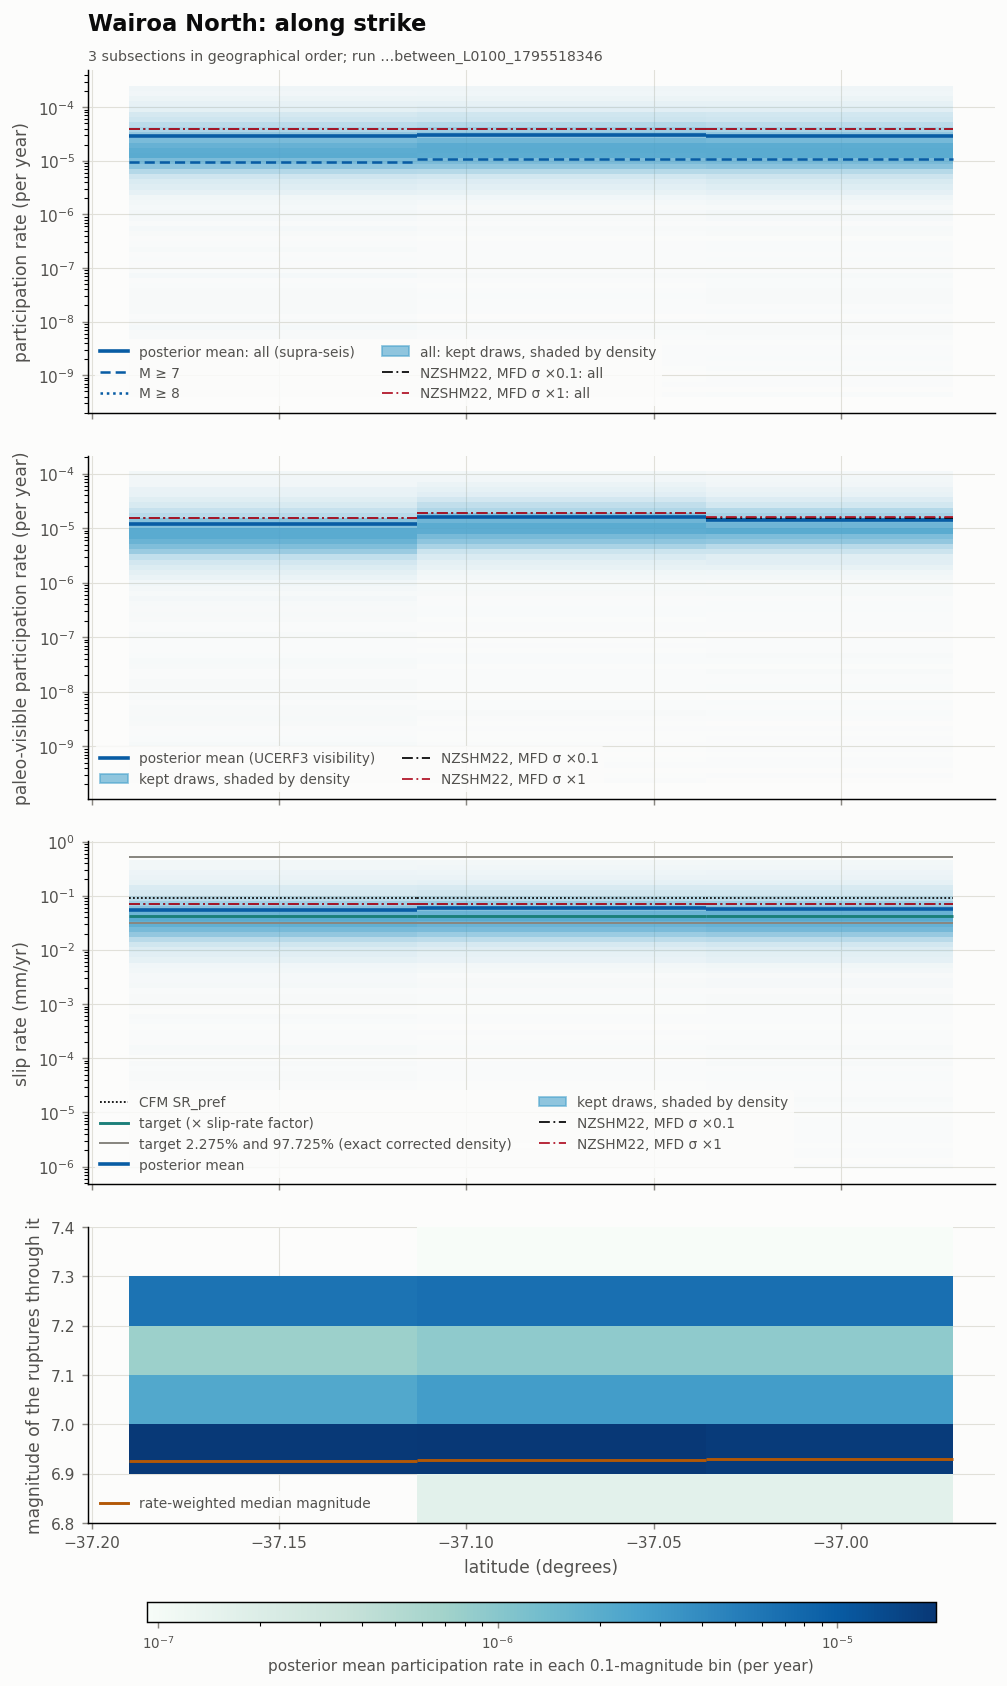 Wairoa North: along strike
3 subsections in geographical order; run ...between_L0100_1795518346
participation rate (per year)
10⁻⁴
10⁻⁵
10⁻⁶
10⁻⁷
10⁻⁸
10⁻⁹
posterior mean: all (supra-seis)
M ≥ 7
M ≥ 8
all: kept draws, shaded by density
NZSHM22, MFD σ ×0.1: all
NZSHM22, MFD σ ×1: all
paleo-visible participation rate (per year)
10⁻⁴
10⁻⁵
10⁻⁶
10⁻⁷
10⁻⁸
10⁻⁹
posterior mean (UCERF3 visibility)
kept draws, shaded by density
NZSHM22, MFD σ ×0.1
NZSHM22, MFD σ ×1
slip rate (mm/yr)
10⁰
10⁻¹
10⁻²
10⁻³
10⁻⁴
10⁻⁵
10⁻⁶
CFM SR_pref
target (× slip-rate factor)
target 2.275% and 97.725% (exact corrected density)
posterior mean
kept draws, shaded by density
NZSHM22, MFD σ ×0.1
NZSHM22, MFD σ ×1
magnitude of the ruptures through it
7.4
7.3
7.2
7.1
7.0
6.9
6.8
rate-weighted median magnitude
−37.20
−37.15
−37.10
−37.05
−37.00
latitude (degrees)
10⁻⁷
10⁻⁶
10⁻⁵
posterior mean participation rate in each 0.1-magnitude bin (per year)